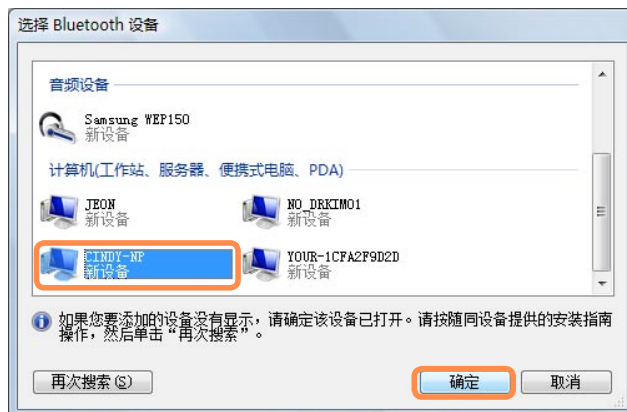 选择 Bluetooth 设备
音频设备
Samsung WEP150
新设备
计算机(工作站、服务器、便携式电脑、PDA)
JEON
新设备
NO_DRKIMO1
新设备
CINDY-NP
新设备
YOUR-1CFA2F9D2D
新设备
如果您要添加的设备没有显示，请确定该设备已打开。请按随同设备提供的安装指南
操作，然后单击“再次搜索”。
再次搜索(S)
确定
取消